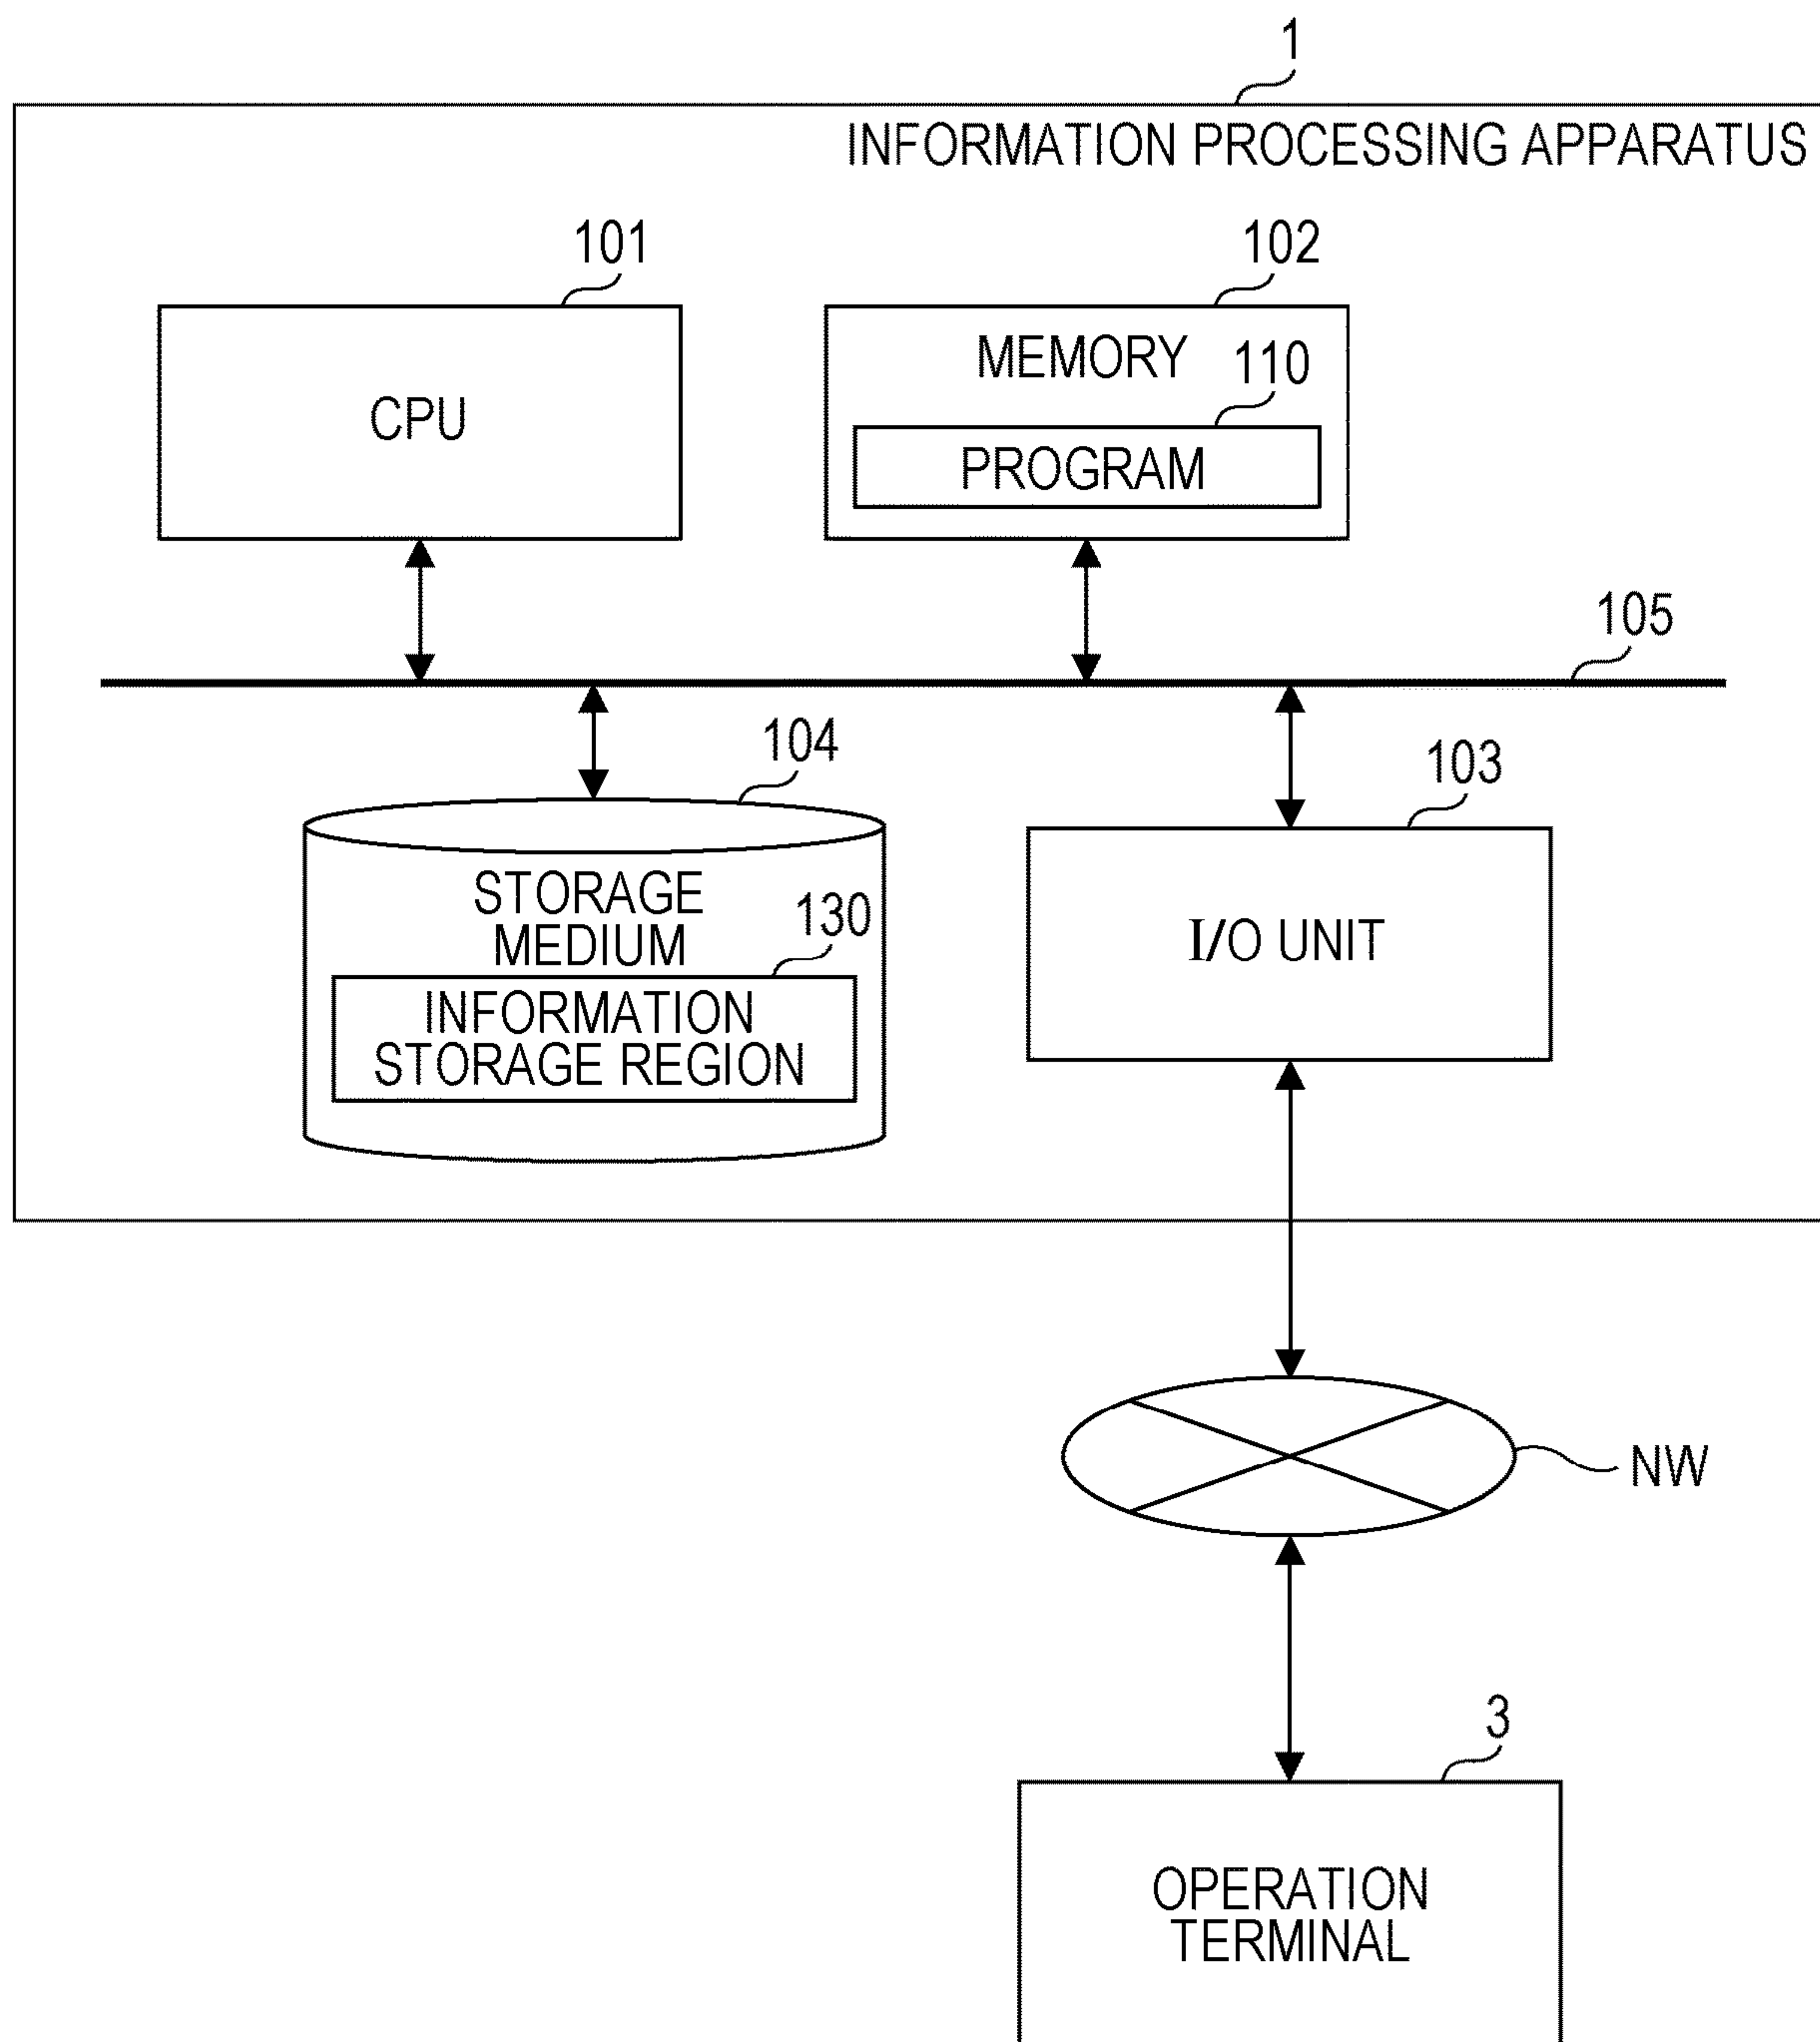 1
INFORMATION PROCESSING APPARATUS
101
102
CPU
MEMORY
110
PROGRAM
105
104
103
STORAGE
MEDIUM
130
INFORMATION
STORAGE REGION
I/O UNIT
NW
3
OPERATION
TERMINAL